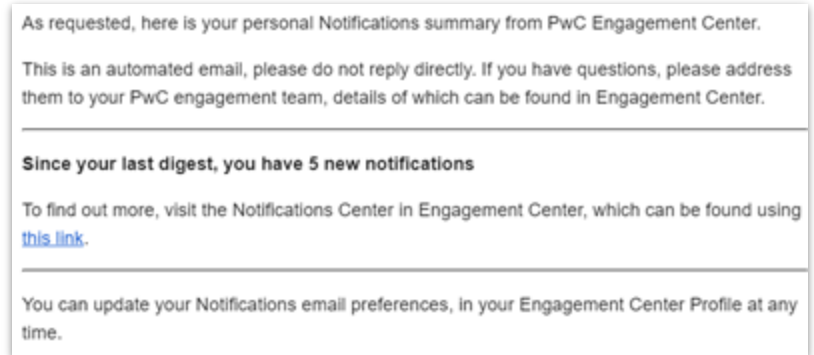 As requested, here is your personal Notifications summary from PwC Engagement Center.
This is an automated email, please do not reply directly. If you have questions, please address
them to your PwC engagement team, details of which can be found in Engagement Center.
Since your last digest, you have 5 new notifications
To find out more, visit the Notifications Center in Engagement Center, which can be found using
this link.
You can update your Notifications email preferences, in your Engagement Center Profile at any
time.